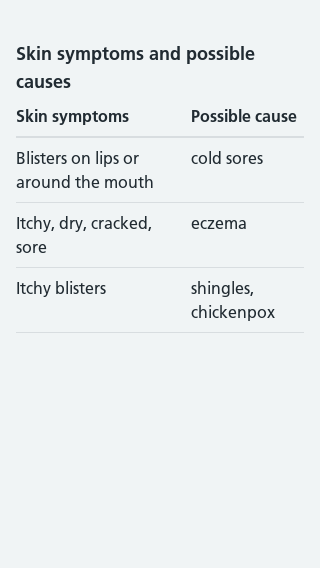 Skin symptoms and possible
causes
Skin symptoms Possible cause
Blisters on lips or cold sores
around the mouth
Itchy, dry, cracked, eczema
sore
Itchy blisters shingles,
chickenpox